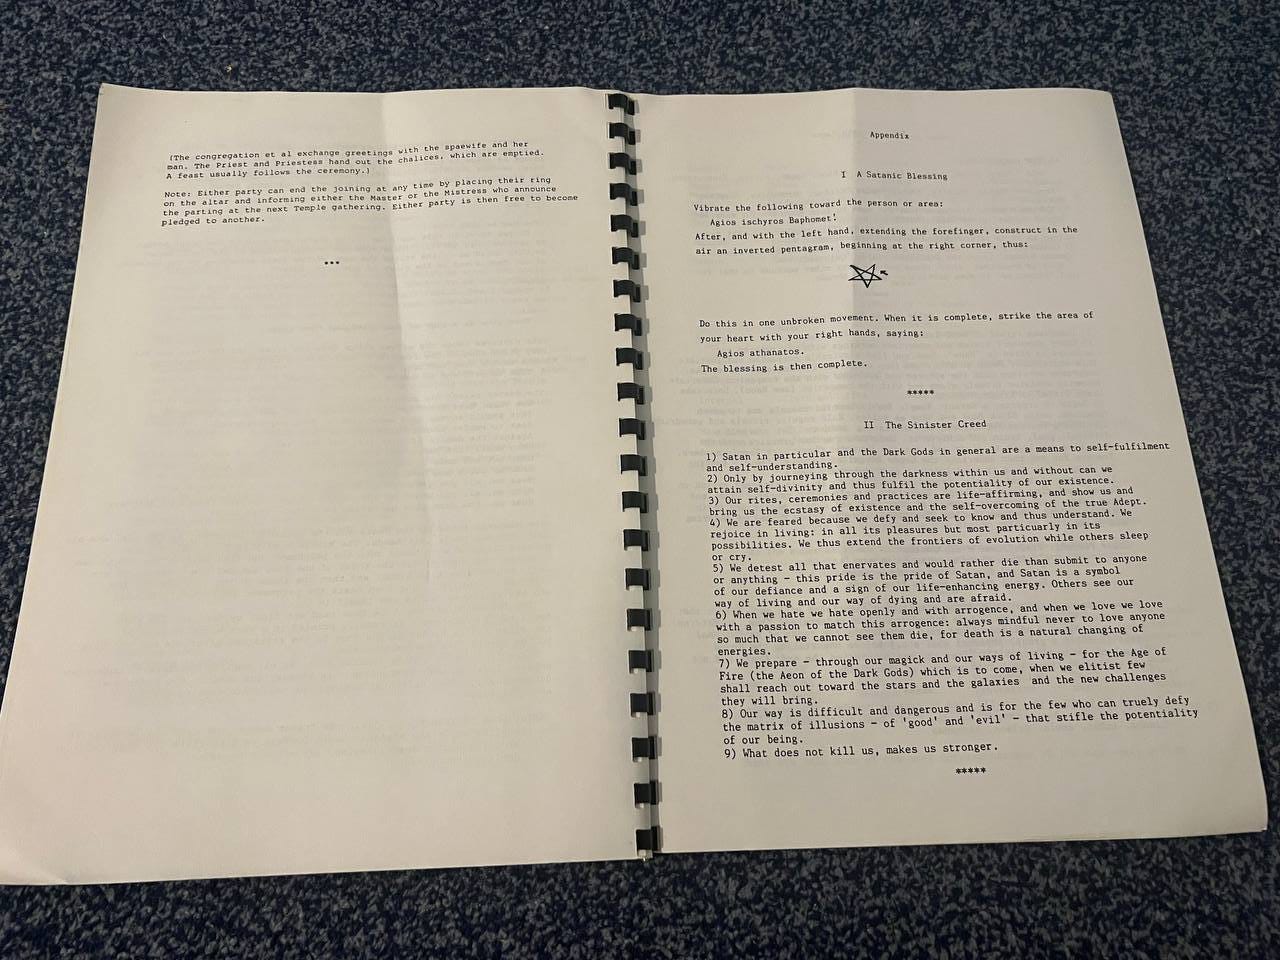 (The congregation et al exchange greetings with the spaewife and her
man. The Priest and Priestess hand out the chalices, which are emptied.
A feast usually follows the ceremony.)
Note: Either party can end the joining at any time by placing their ring
on the altar and informing either the Master or the Mistress who announce
the parting at the next Temple gathering. Either party is then free to become
pledged to another.
***
Appendix
I A Satanic Blessing
Vibrate the following toward the person or area:
Agios ischyros Baphomet!
After, and with the left hand, extending the forefinger, construct in the
air an inverted pentagram, beginning at the right corner, thus:
Do this in one unbroken movement. When it is complete, strike the area of
your heart with your right hands, saying:
Agios athanatos.
The blessing is then complete.
*****
II The Sinister Creed
1) Satan in particular and the Dark Gods in general are a means to self-fulfilment
and self-understanding.
2) Only by journeying through the darkness within us and without can we
attain self-divinity and thus fulfil the potentiality of our existence.
3) Our rites, ceremonies and practices are life-affirming, and show us and
bring us the ecstasy of existence and the self-overcoming of the true Adept.
4) We are feared because we defy and seek to know and thus understand. We
rejoice in living: in all its pleasures but most particuarly in its
possibilities. We thus extend the frontiers of evolution while others sleep
or cry.
5) We detest all that enervates and would rather die than submit to anyone
or anything - this pride is the pride of Satan, and Satan is a symbol
of our defiance and a sign of our life-enhancing energy. Others see our
way of living and our way of dying and are afraid.
6) When we hate we hate openly and with arrogence, and when we love we love
with a passion to match this arrogence: always mindful never to love anyone
so much that we cannot see them die, for death is a natural changing of
energies.
7) We prepare - through our magick and our ways of living - for the Age of
Fire (the Aeon of the Dark Gods) which is to come, when we elitist few
shall reach out toward the stars and the galaxies and the new challenges
they will bring.
8) Our way is difficult and dangerous and is for the few who can truely defy
the matrix of illusions - of 'good' and 'evil' - that stifle the potentiality
of our being.
9) What does not kill us, makes us stronger.
*****